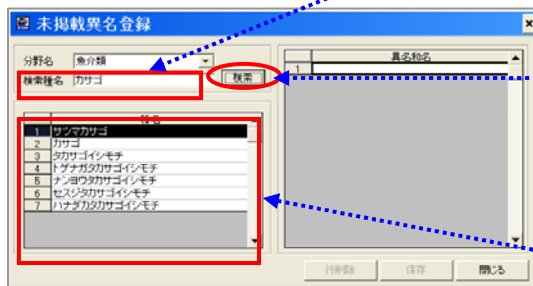 未掲載異名登録
分野名 魚介類
検索種名 カサゴ 検索
種名
1 サツマカサゴ
2 カサゴ
3 タカサゴイシモチ
4 トゲナガタカサゴイシモチ
5 ナンヨウタカサゴイシモチ
6 セスジタカサゴイシモチ
7 ハナダカタカサゴイシモチ
異名和名
1
行削除 保存 閉じる